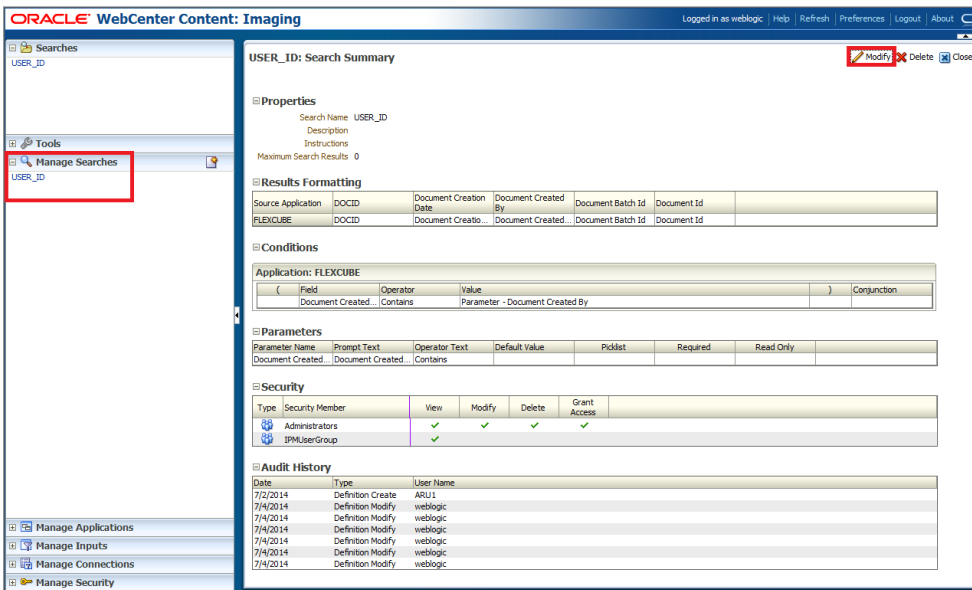 ORACLE® WebCenter Content: Imaging
Logged in as weblogic Help Refresh Preferences Logout About
Searches
USER_ID
Tools
Manage Searches
USER_ID
Manage Applications
Manage Inputs
Manage Connections
Manage Security
USER_ID: Search Summary
Modify Delete Close
Properties
Search Name USER_ID
Description
Instructions
Maximum Search Results 0
Results Formatting
Source Application DOCID Document Creation Date Document Created By Document Batch Id Document Id
FLEXCUBE DOCID Document Creatio... Document Created... Document Batch Id Document Id
Conditions
Application: FLEXCUBE
( Field Operator Value ) Conjunction
Document Created... Contains Parameter - Document Created By
Parameters
Parameter Name Prompt Text Operator Text Default Value Picklist Required Read Only
Document Created... Document Created... Contains
Security
Type Security Member View Modify Delete Grant Access
Administrators
IPMUserGroup
Audit History
Date Type User Name
7/2/2014 Definition Create ARU1
7/4/2014 Definition Modify weblogic
7/4/2014 Definition Modify weblogic
7/4/2014 Definition Modify weblogic
7/4/2014 Definition Modify weblogic
7/4/2014 Definition Modify weblogic
7/4/2014 Definition Modify weblogic